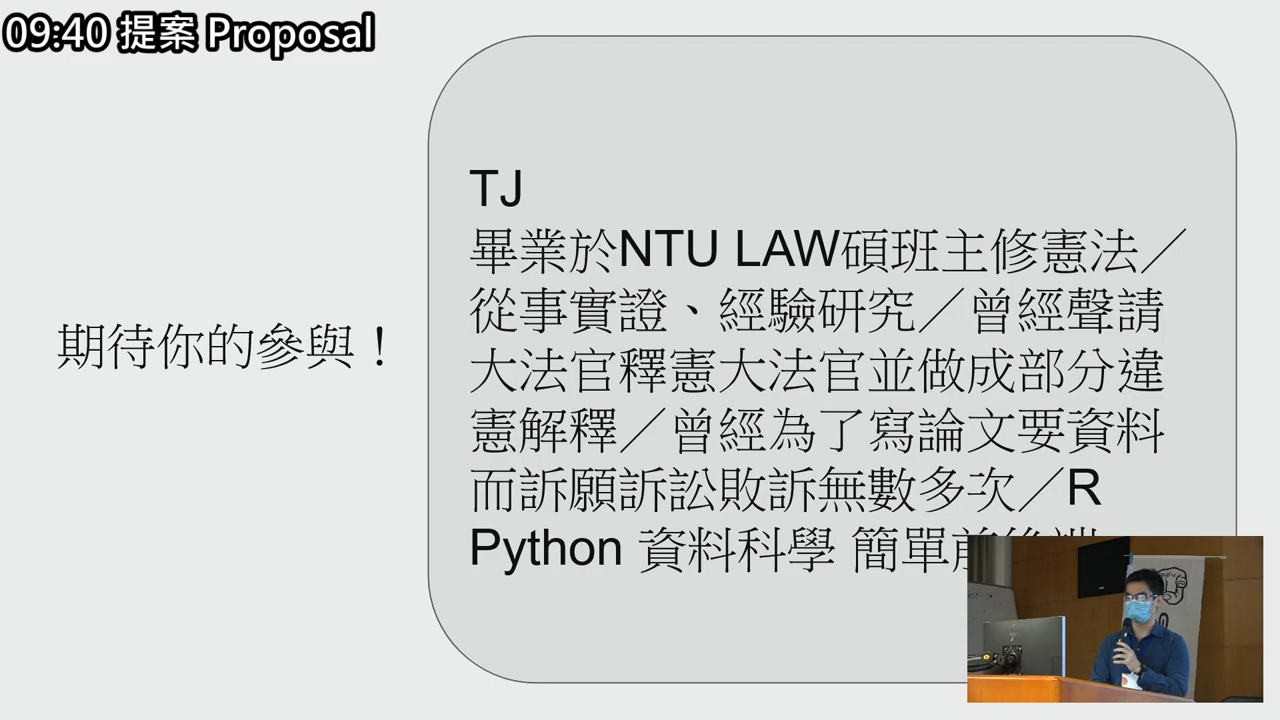 09:40 提案 Proposal
期待你的參與！
TJ
畢業於NTU LAW碩班主修憲法／
從事實證、經驗研究／曾經聲請
大法官釋憲大法官並做成部分違
憲解釋／曾經為了寫論文要資料
而訴願訴訟敗訴無數多次／R
Python 資料科學 簡單前後端